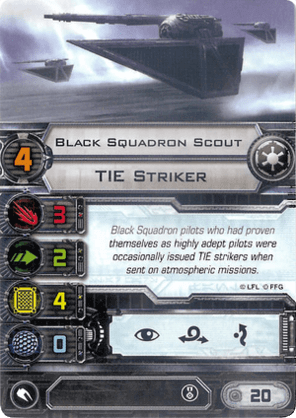 BLACK SQUADRON SCOUT
4
TIE STRIKER
3
2
4
0
Black Squadron pilots who had proven
themselves as highly adept pilots were
occasionally issued TIE strikers when
sent on atmospheric missions.
© LFL © FFG
20